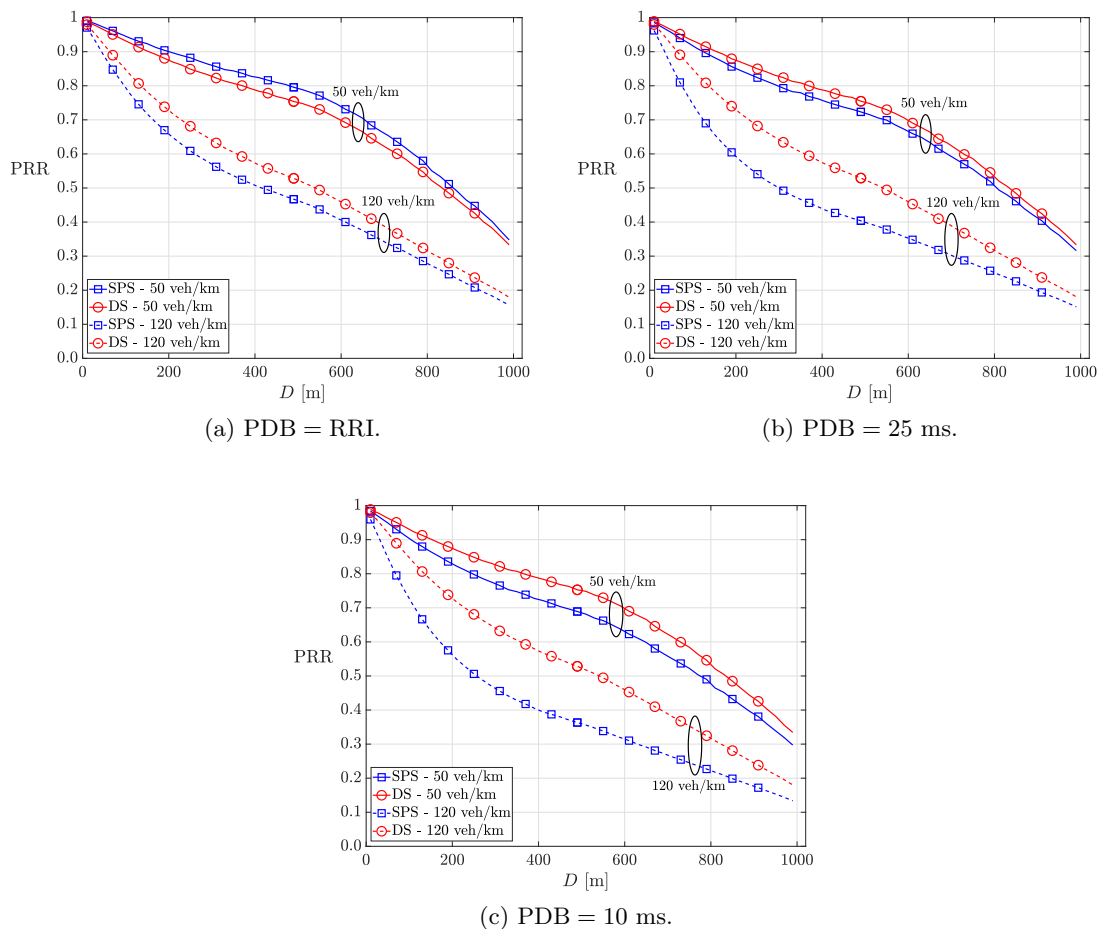 1
0.9
0.8
0.7
0.6
PRR
0.5
0.4
0.3
0.2
0.1
0.0
50 veh/km
120 veh/km
SPS - 50 veh/km
DS - 50 veh/km
SPS - 120 veh/km
DS - 120 veh/km
0 200 400 600 800 1000
D [m]
(a) PDB = RRI.
1
0.9
0.8
0.7
0.6
PRR
0.5
0.4
0.3
0.2
0.1
0.0
50 veh/km
120 veh/km
SPS - 50 veh/km
DS - 50 veh/km
SPS - 120 veh/km
DS - 120 veh/km
0 200 400 600 800 1000
D [m]
(b) PDB = 25 ms.
1
0.9
0.8
0.7
0.6
PRR
0.5
0.4
0.3
0.2
0.1
0.0
50 veh/km
120 veh/km
SPS - 50 veh/km
DS - 50 veh/km
SPS - 120 veh/km
DS - 120 veh/km
0 200 400 600 800 1000
D [m]
(c) PDB = 10 ms.